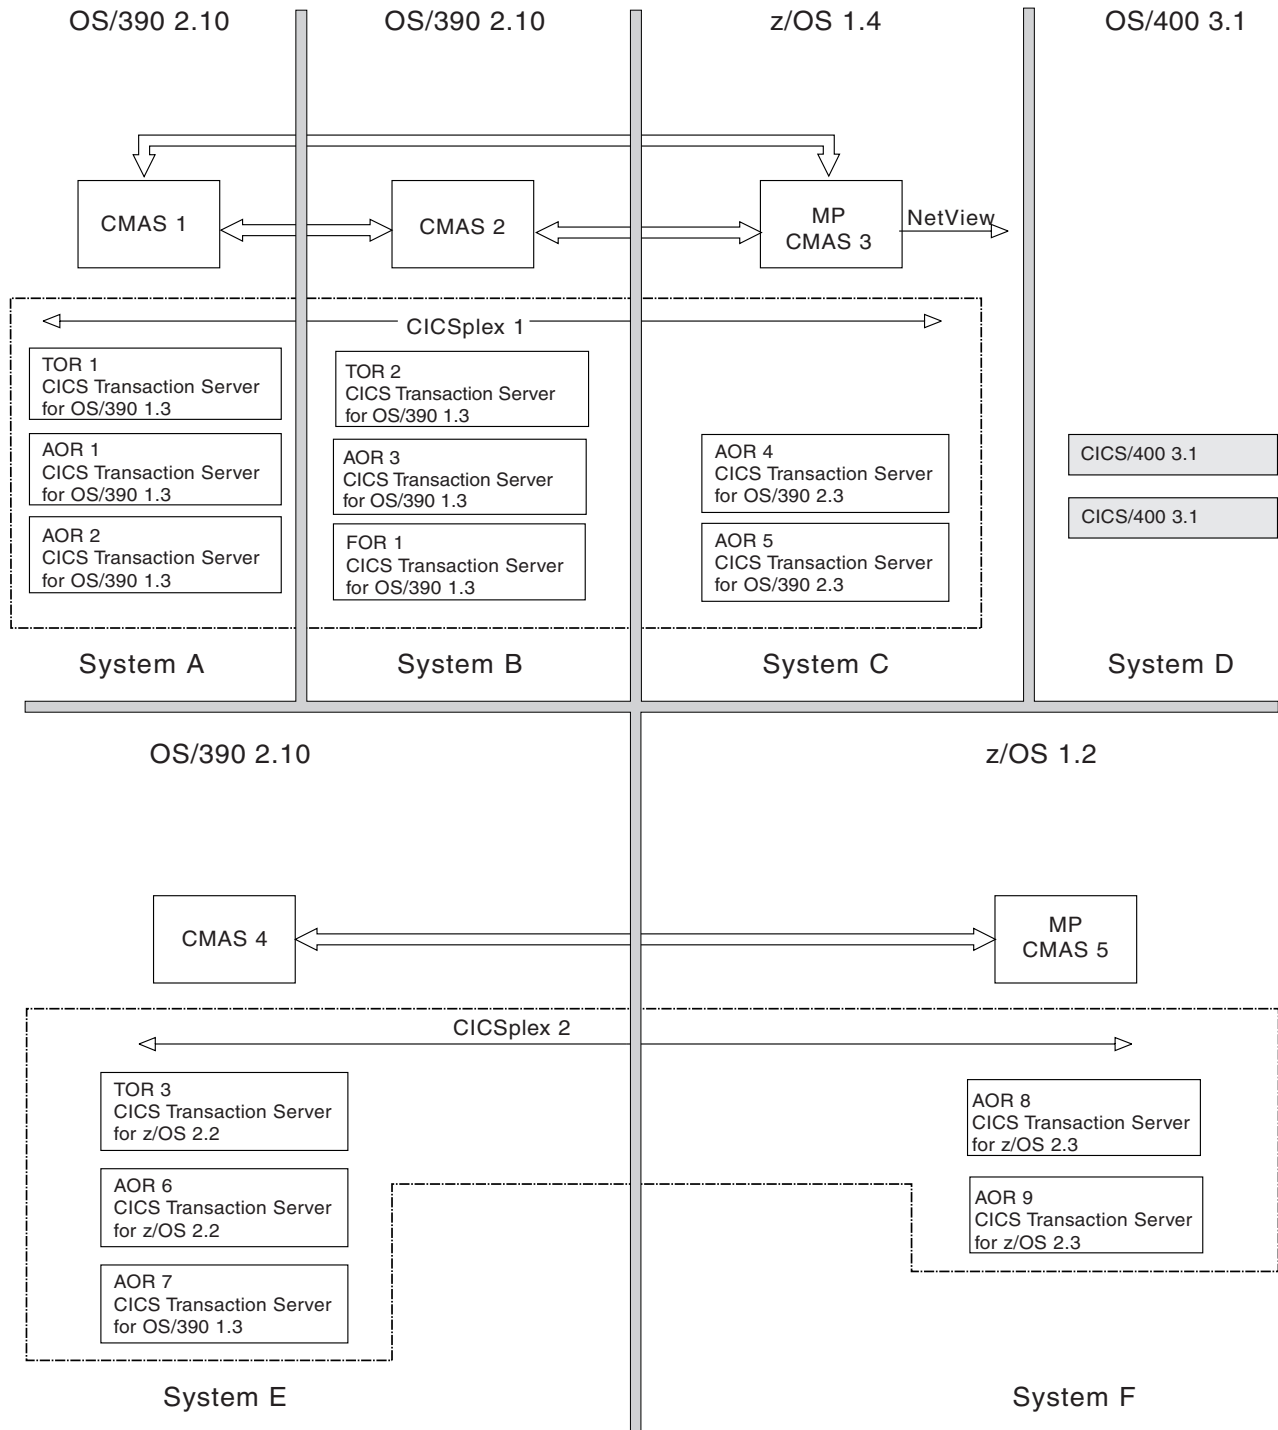 OS/390 2.10
OS/390 2.10
z/OS 1.4
OS/400 3.1
CMAS 1
CMAS 2
MP
CMAS 3
NetView
CICSplex 1
TOR 1
CICS Transaction Server
for OS/390 1.3
AOR 1
CICS Transaction Server
for OS/390 1.3
AOR 2
CICS Transaction Server
for OS/390 1.3
TOR 2
CICS Transaction Server
for OS/390 1.3
AOR 3
CICS Transaction Server
for OS/390 1.3
FOR 1
CICS Transaction Server
for OS/390 1.3
AOR 4
CICS Transaction Server
for OS/390 2.3
AOR 5
CICS Transaction Server
for OS/390 2.3
CICS/400 3.1
CICS/400 3.1
System A
System B
System C
System D
OS/390 2.10
z/OS 1.2
CMAS 4
MP
CMAS 5
CICSplex 2
TOR 3
CICS Transaction Server
for z/OS 2.2
AOR 6
CICS Transaction Server
for z/OS 2.2
AOR 7
CICS Transaction Server
for OS/390 1.3
AOR 8
CICS Transaction Server
for z/OS 2.3
AOR 9
CICS Transaction Server
for z/OS 2.3
System E
System F